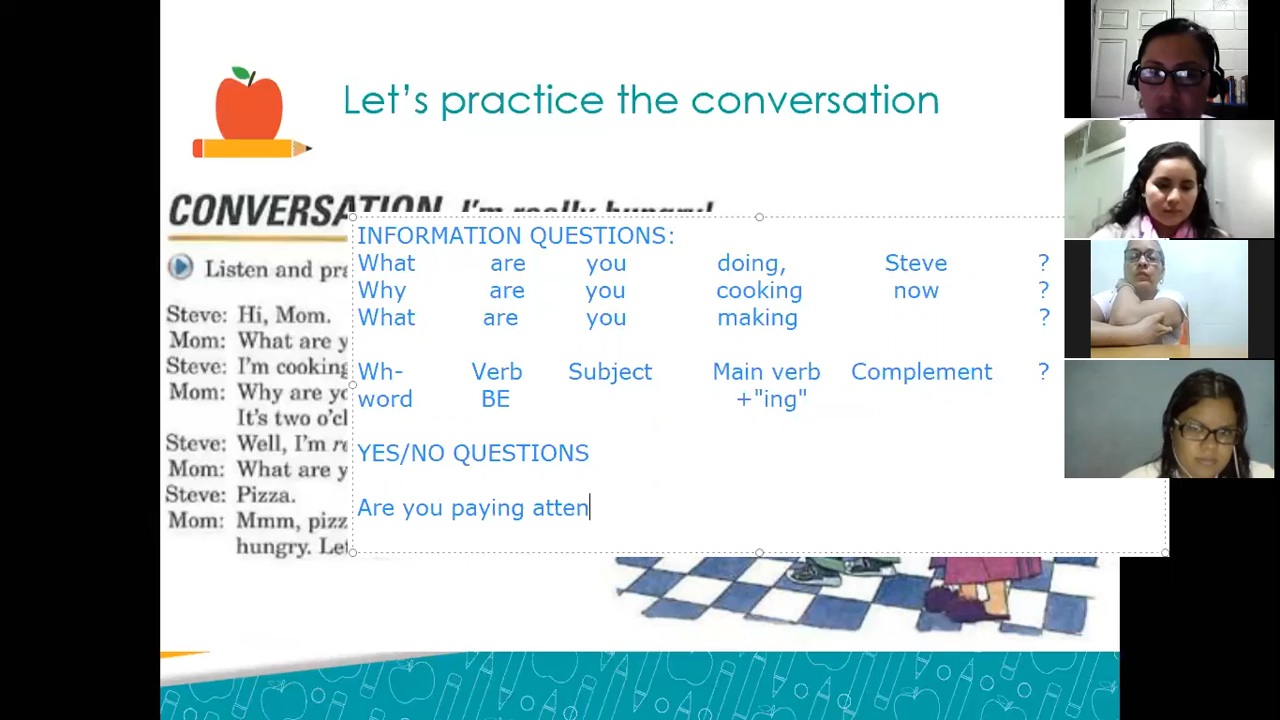 Let's practice the conversation
CONVERSATION I'm really hungry!
Listen and pra
Steve: Hi, Mom.
Mom: What are y
Steve: I'm cooking
Mom: Why are yo
It's two o'cl
Steve: Well, I'm re
Mom: What are y
Steve: Pizza.
Mom: Mmm, pizz
hungry. Let
INFORMATION QUESTIONS:
What are you doing, Steve ?
Why are you cooking now ?
What are you making ?
Wh- Verb Subject Main verb Complement ?
word BE +"ing"
YES/NO QUESTIONS
Are you paying atten